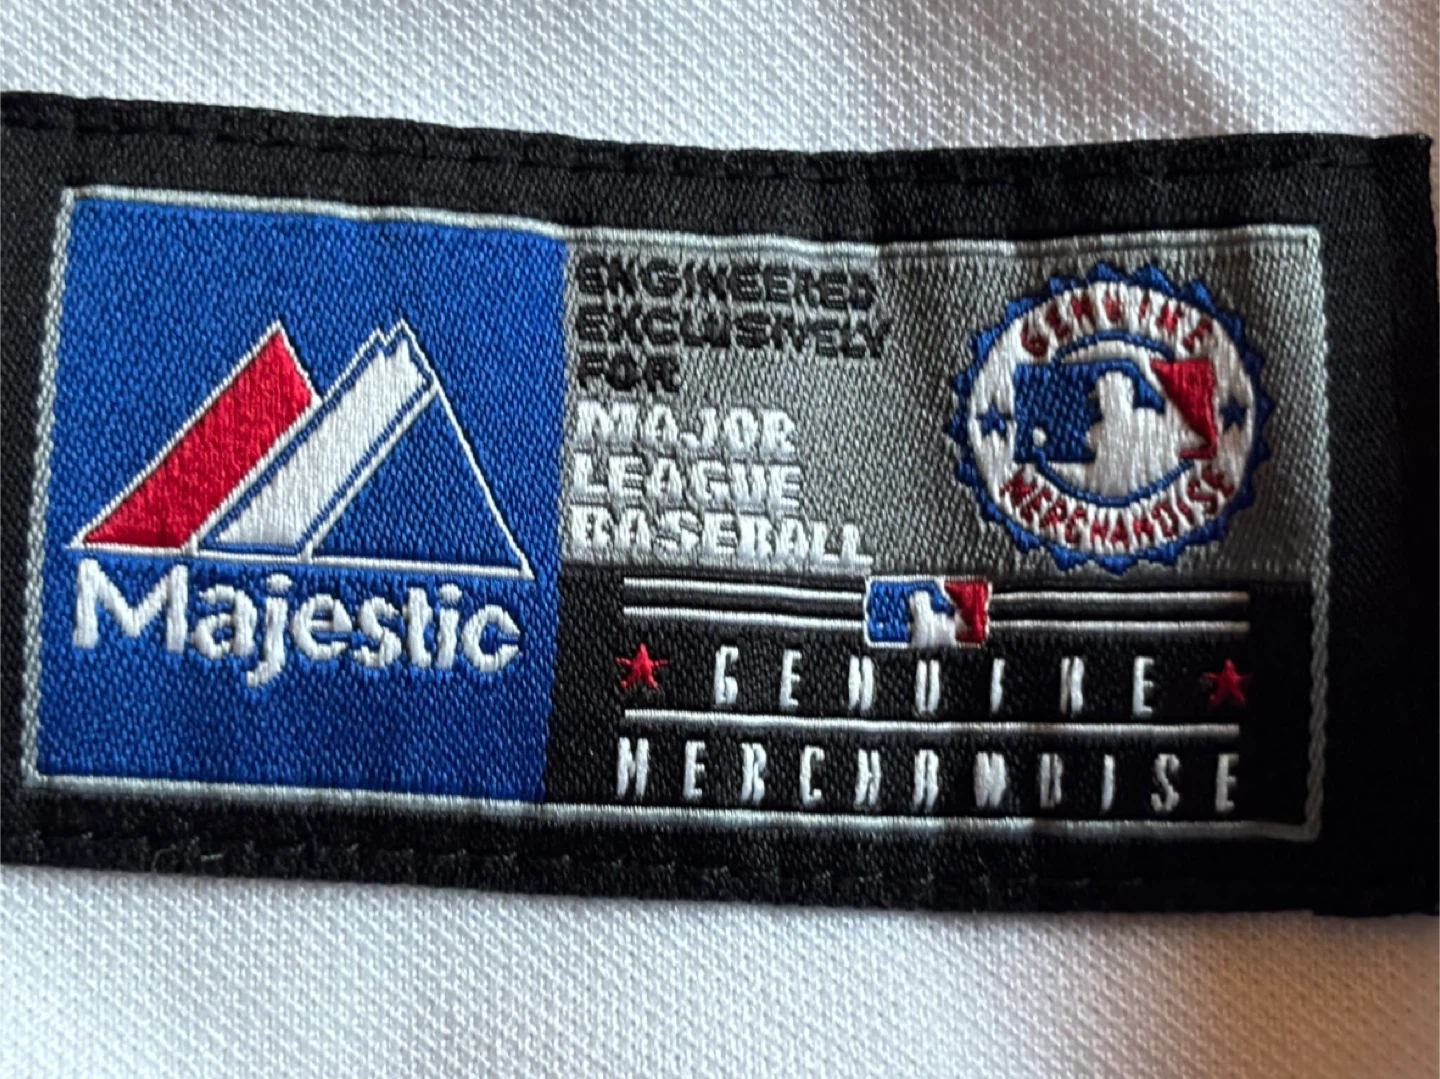 Majestic
ENGINEERED
EXCLUSIVELY
FOR
MAJOR
LEAGUE
BASEBALL
GENUINE
MERCHANDISE
GENUINE
MERCHANDISE